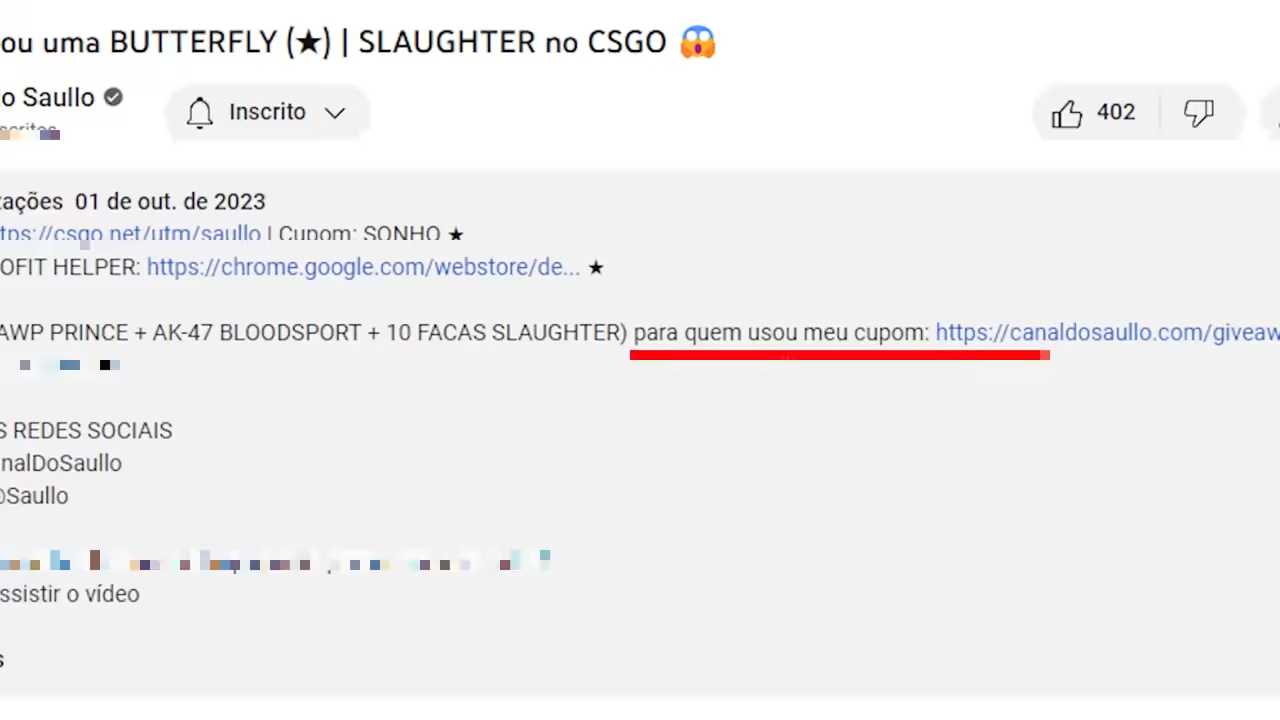 ou uma BUTTERFLY (★) | SLAUGHTER no CSGO 😱
o Saullo
Inscrito
402
scritos
zações 01 de out. de 2023
tps://csgo.net/utm/saullo | Cupom: SONHO ★
OFIT HELPER: https://chrome.google.com/webstore/de... ★
AWP PRINCE + AK-47 BLOODSPORT + 10 FACAS SLAUGHTER) para quem usou meu cupom: https://canaldosaullo.com/giveaw
S REDES SOCIAIS
nalDoSaullo
@Saullo
ssistir o vídeo
s